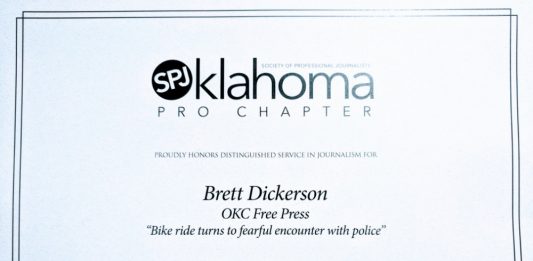 SOCIETY OF PROFESSIONAL JOURNALISTS
SPJ Oklahoma
PRO CHAPTER
PROUDLY HONORS DISTINGUISHED SERVICE IN JOURNALISM FOR
Brett Dickerson
OKC Free Press
“Bike ride turns to fearful encounter with police”